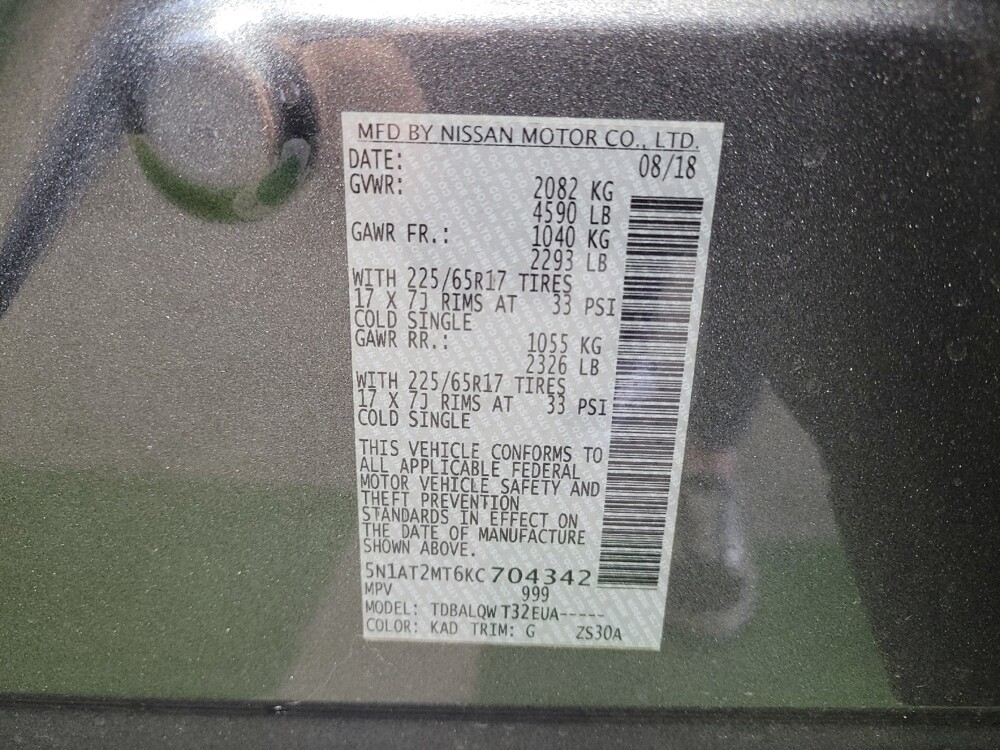 MFD BY NISSAN MOTOR CO., LTD.
DATE: 08/18
GVWR: 2082 KG
4590 LB
GAWR FR.: 1040 KG
2293 LB
WITH 225/65R17 TIRES
17 X 7J RIMS AT 33 PSI
COLD SINGLE
GAWR RR.: 1055 KG
2326 LB
WITH 225/65R17 TIRES
17 X 7J RIMS AT 33 PSI
COLD SINGLE
THIS VEHICLE CONFORMS TO
ALL APPLICABLE FEDERAL
MOTOR VEHICLE SAFETY AND
THEFT PREVENTION
STANDARDS IN EFFECT ON
THE DATE OF MANUFACTURE
SHOWN ABOVE.
5N1AT2MT6KC704342
MPV 999
MODEL: TDBALQW T32EUA-----
COLOR: KAD TRIM: G ZS30A